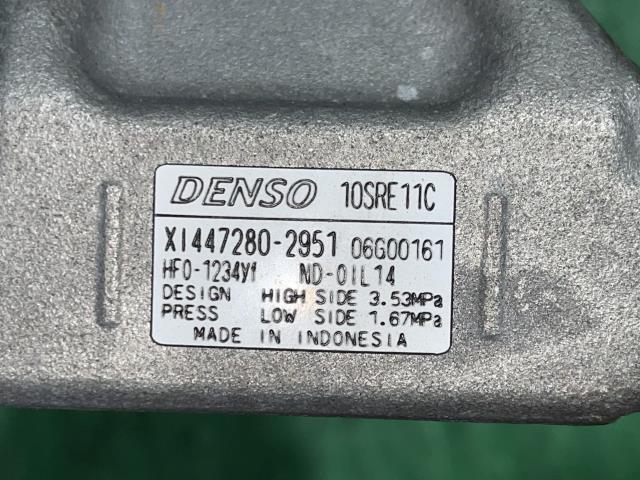 DENSO 10SRE11C
XI447280-2951 06G00161
HFO-1234yf ND-OIL14
DESIGN HIGH SIDE 3.53MPa
PRESS LOW SIDE 1.67MPa
MADE IN INDONESIA